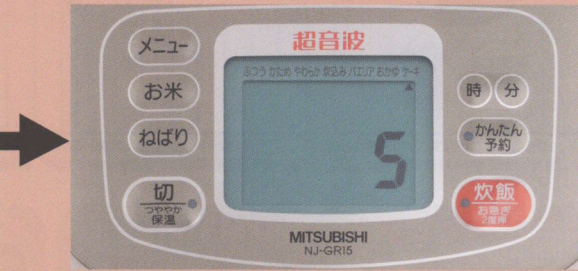 超音波
メニュー
お米
ねばり
切
つややか
保温
ふつう かため やわらか 炊込み パエリア おかゆ ケーキ
5
時 分
かんたん
予約
炊飯
お急ぎ
2度押
MITSUBISHI
NJ-GR15